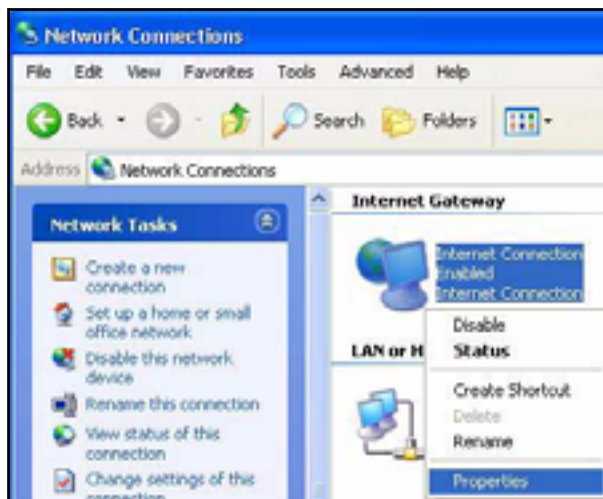 Network Connections
File Edit View Favorites Tools Advanced Help
Back Search Folders
Address Network Connections
Network Tasks
Create a new
connection
Set up a home or small
office network
Disable this network
device
Rename this connection
View status of this
connection
Change settings of this
connection
Internet Gateway
Internet Connection
Enabled
Internet Connection
LAN or H
Disable
Status
Create Shortcut
Delete
Rename
Properties